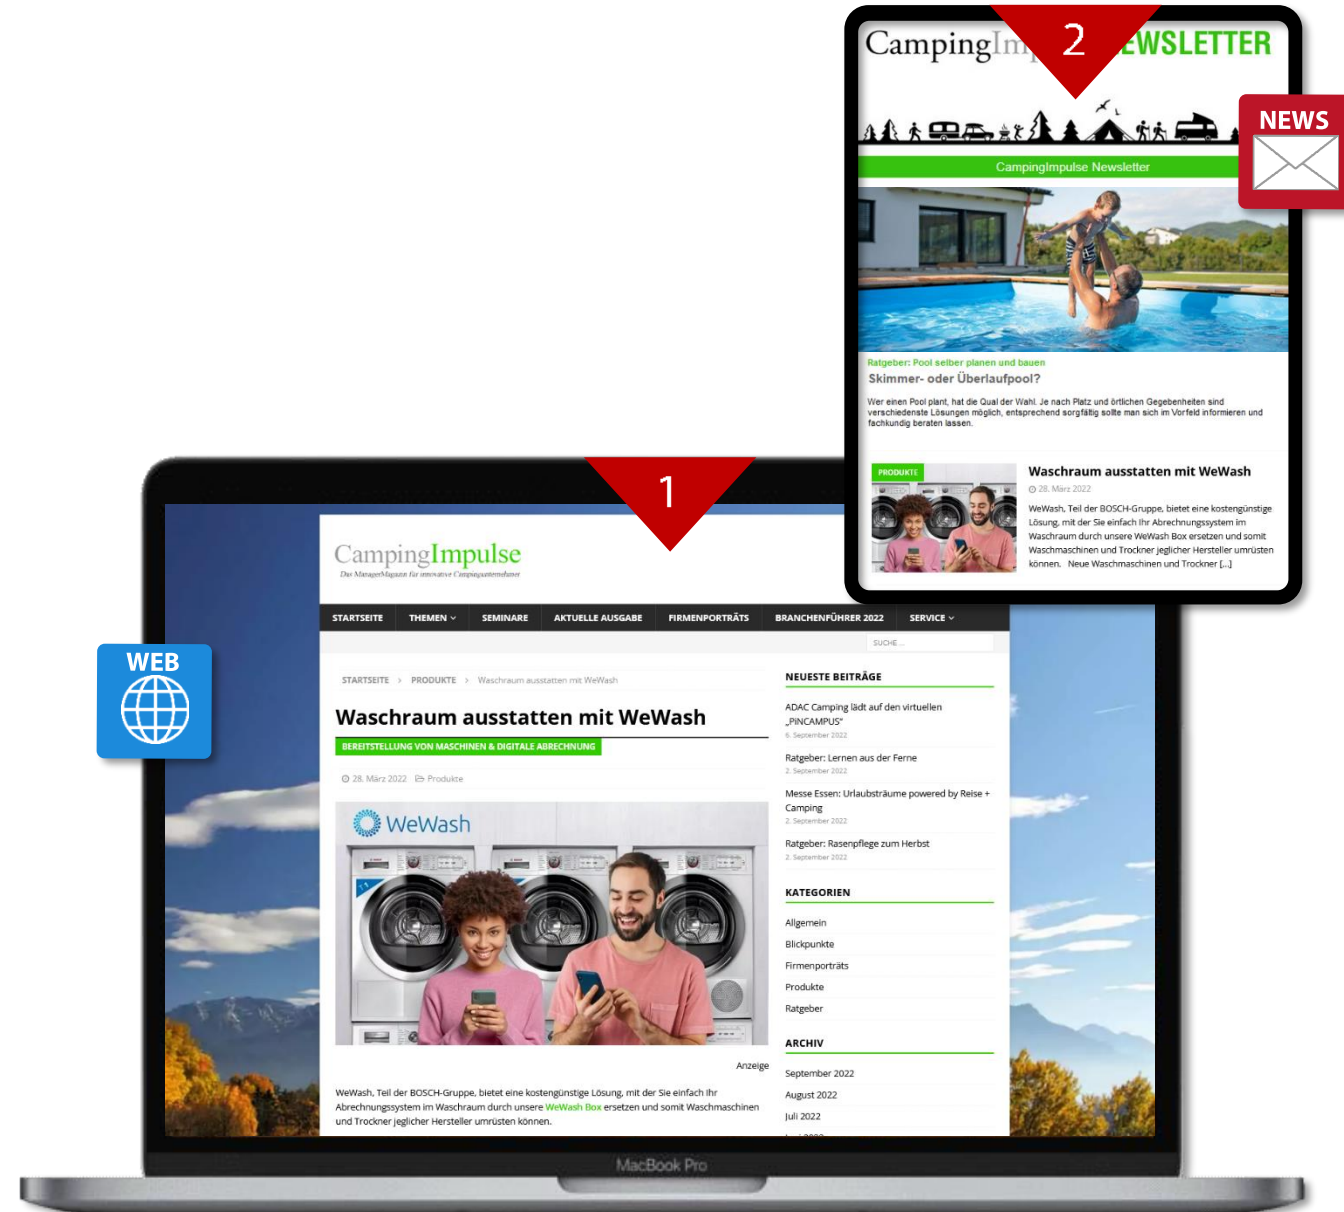 2
CampingIm EWSLETTER
NEWS
CampingImpulse Newsletter
Ratgeber: Pool selber planen und bauen
Skimmer- oder Überlaufpool?
Wer einen Pool plant, hat die Qual der Wahl. Je nach Platz und örtlichen Gegebenheiten sind
verschiedenste Lösungen möglich, entsprechend sorgfältig sollte man sich im Vorfeld informieren und
fachkundig beraten lassen.
PRODUKTE
Waschraum ausstatten mit WeWash
28. März 2022
WeWash, Teil der BOSCH-Gruppe, bietet eine kostengünstige
Lösung, mit der Sie einfach Ihr Abrechnungssystem im
Waschraum durch unsere WeWash Box ersetzen und somit
Waschmaschinen und Trockner jeglicher Hersteller umrüsten
können. Neue Waschmaschinen und Trockner [...]
1
CampingImpulse
Das ManagerMagazin für innovative Campingunternehmer
STARTSEITE THEMEN SEMINARE AKTUELLE AUSGABE FIRMENPORTRÄTS BRANCHENFÜHRER 2022 SERVICE
SUCHE ...
WEB
STARTSEITE > PRODUKTE > Waschraum ausstatten mit WeWash
Waschraum ausstatten mit WeWash
BEREITSTELLUNG VON MASCHINEN & DIGITALE ABRECHNUNG
28. März 2022 Produkte
WeWash
Anzeige
WeWash, Teil der BOSCH-Gruppe, bietet eine kostengünstige Lösung, mit der Sie einfach Ihr
Abrechnungssystem im Waschraum durch unsere WeWash Box ersetzen und somit Waschmaschinen
und Trockner jeglicher Hersteller umrüsten können.
NEUESTE BEITRÄGE
ADAC Camping lädt auf den virtuellen
„PiNCAMPUS“
6. September 2022
Ratgeber: Lernen aus der Ferne
2. September 2022
Messe Essen: Urlaubsträume powered by Reise +
Camping
2. September 2022
Ratgeber: Rasenpflege zum Herbst
2. September 2022
KATEGORIEN
Allgemein
Blickpunkte
Firmenporträts
Produkte
Ratgeber
ARCHIV
September 2022
August 2022
Juli 2022
MacBook Pro